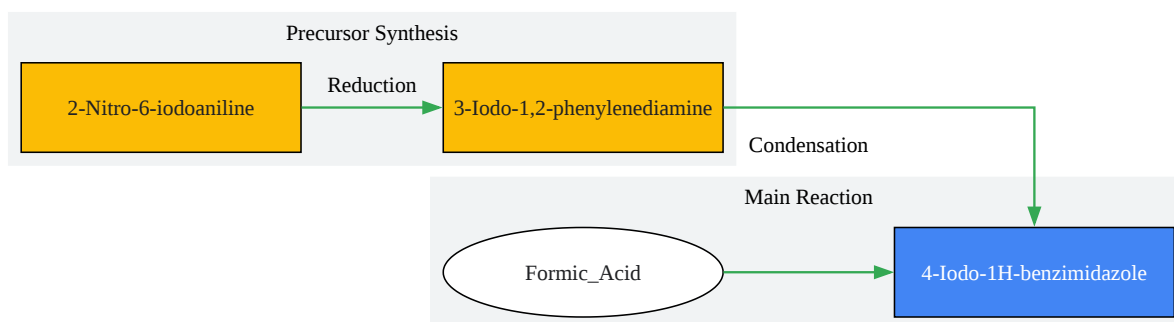 Precursor Synthesis
2-Nitro-6-iodoaniline
Reduction
3-Iodo-1,2-phenylenediamine
Condensation
Main Reaction
Formic_Acid
4-Iodo-1H-benzimidazole